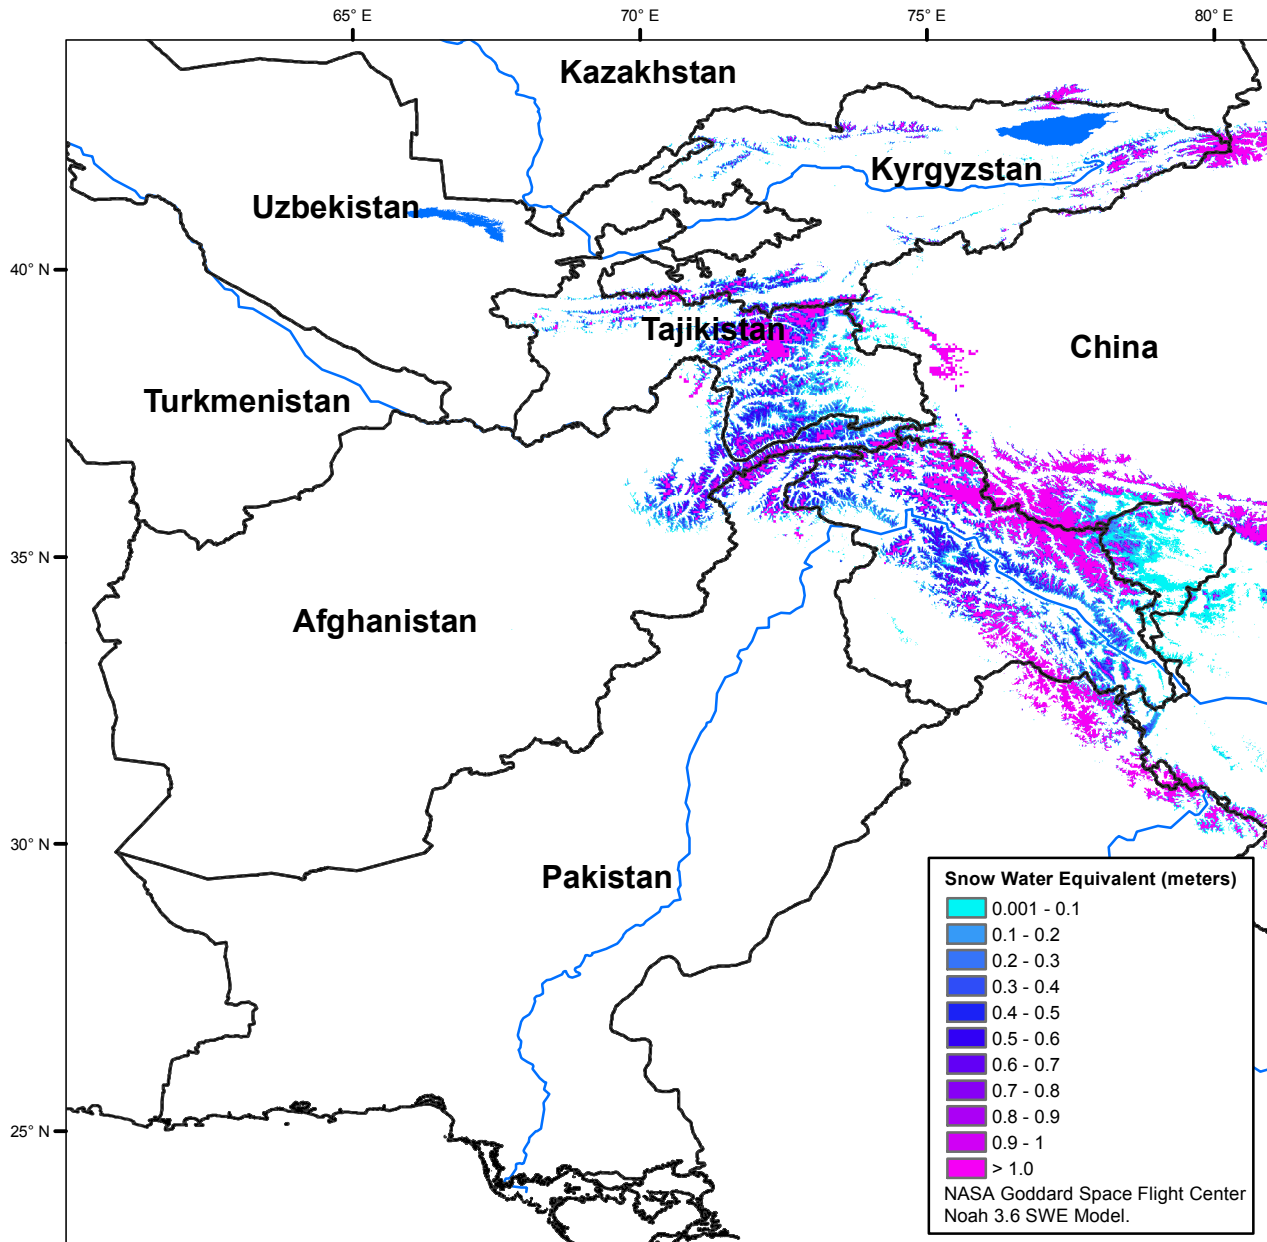 65° E
70° E
75° E
80° E
Kazakhstan
Kyrgyzstan
Uzbekistan
40° N
Tajikistan
China
Turkmenistan
35° N
Afghanistan
30° N
Pakistan
25° N
Snow Water Equivalent (meters)
0.001 - 0.1
0.1 - 0.2
0.2 - 0.3
0.3 - 0.4
0.4 - 0.5
0.5 - 0.6
0.6 - 0.7
0.7 - 0.8
0.8 - 0.9
0.9 - 1
> 1.0
NASA Goddard Space Flight Center
Noah 3.6 SWE Model.